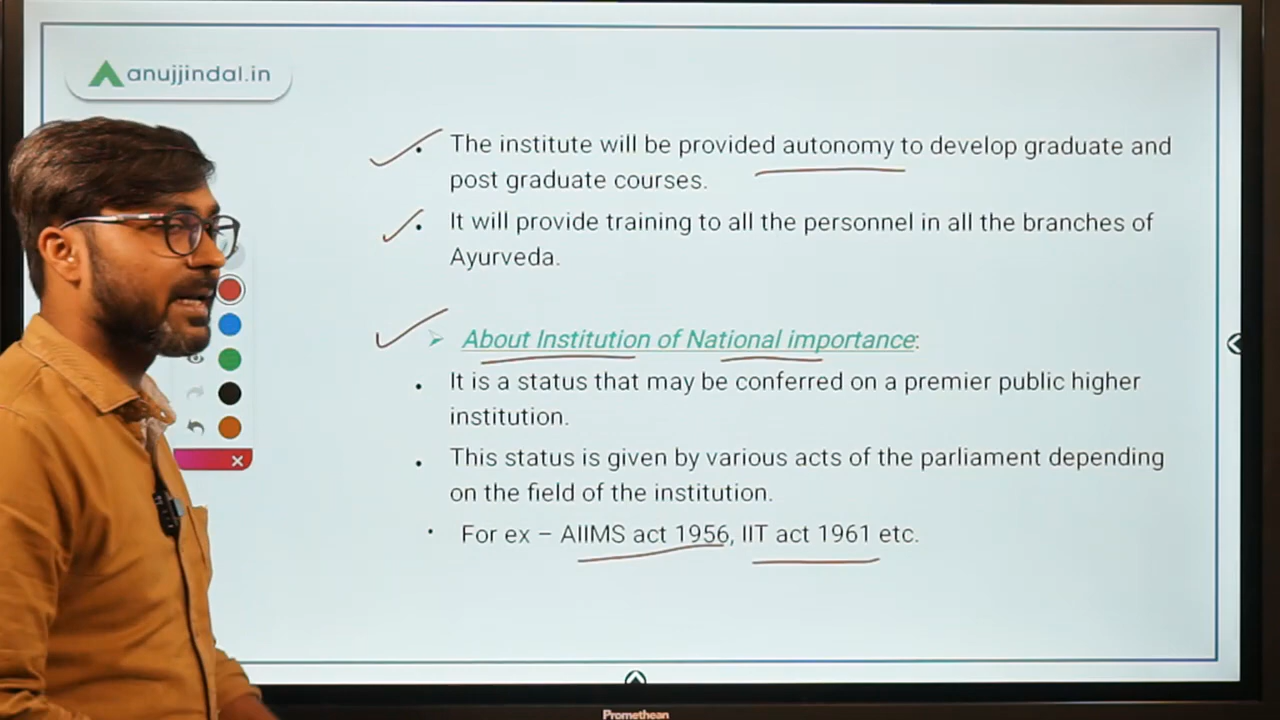 anujjindal.in
The institute will be provided autonomy to develop graduate and
post graduate courses.
It will provide training to all the personnel in all the branches of
Ayurveda.
About Institution of National importance:
It is a status that may be conferred on a premier public higher
institution.
This status is given by various acts of the parliament depending
on the field of the institution.
For ex – AIIMS act 1956, IIT act 1961 etc.
Promethean